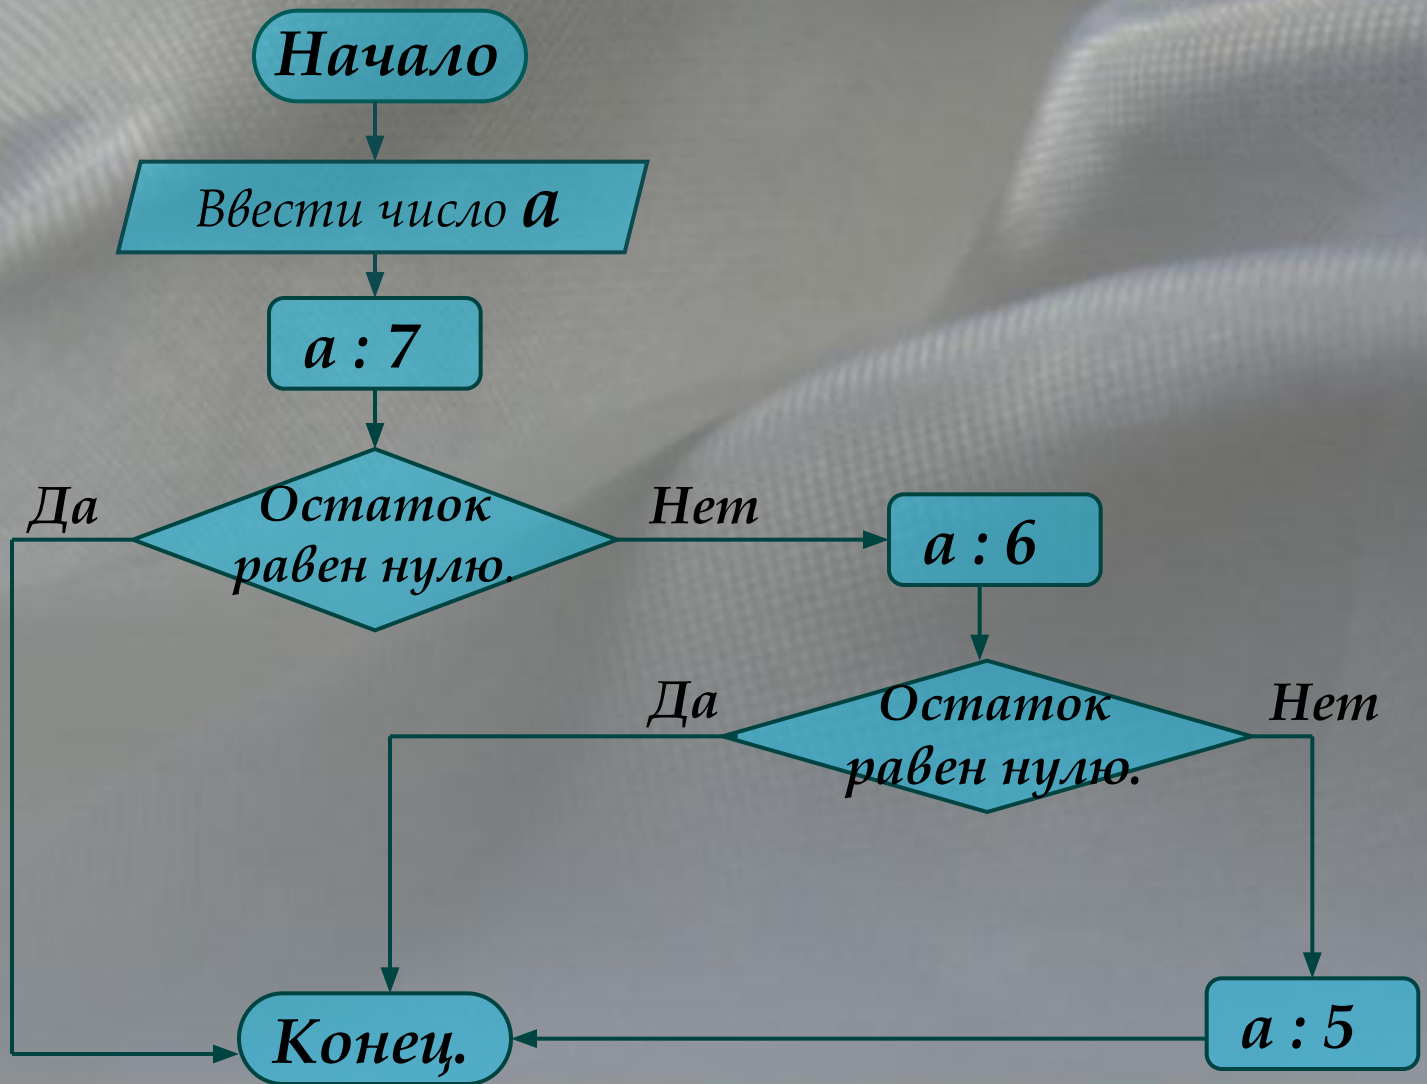 Начало
Ввести число a
a : 7
Да
Остаток
равен нулю.
Нет
a : 6
Да
Остаток
равен нулю.
Нет
a : 5
Конец.